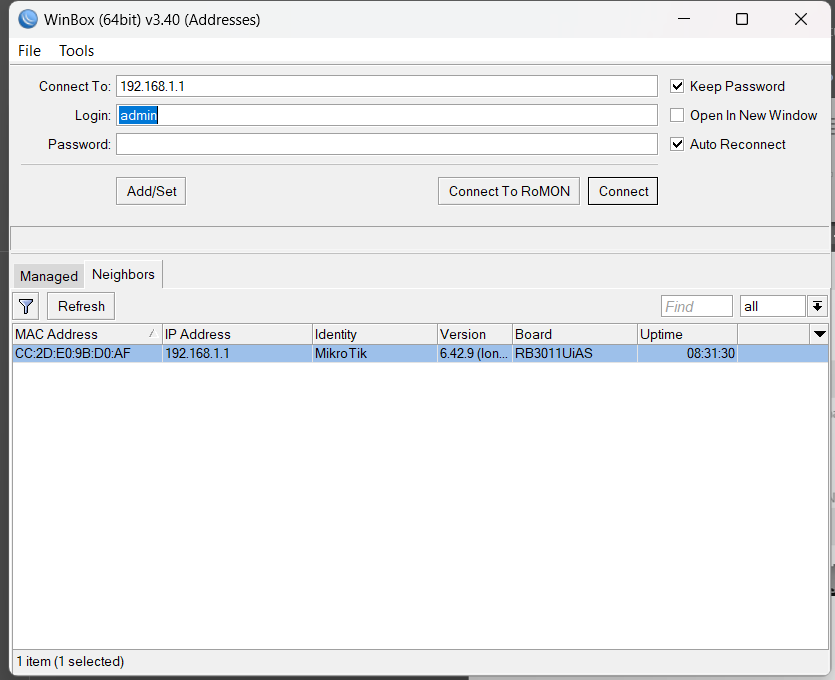 WinBox (64bit) v3.40 (Addresses)
File Tools
Connect To: 192.168.1.1 Keep Password
Login: admin Open In New Window
Password: Auto Reconnect
Add/Set Connect To RoMON Connect
Managed Neighbors
Refresh Find all
MAC Address IP Address Identity Version Board Uptime
CC:2D:E0:9B:D0:AF 192.168.1.1 MikroTik 6.42.9 (lon... RB3011UiAS 08:31:30
1 item (1 selected)